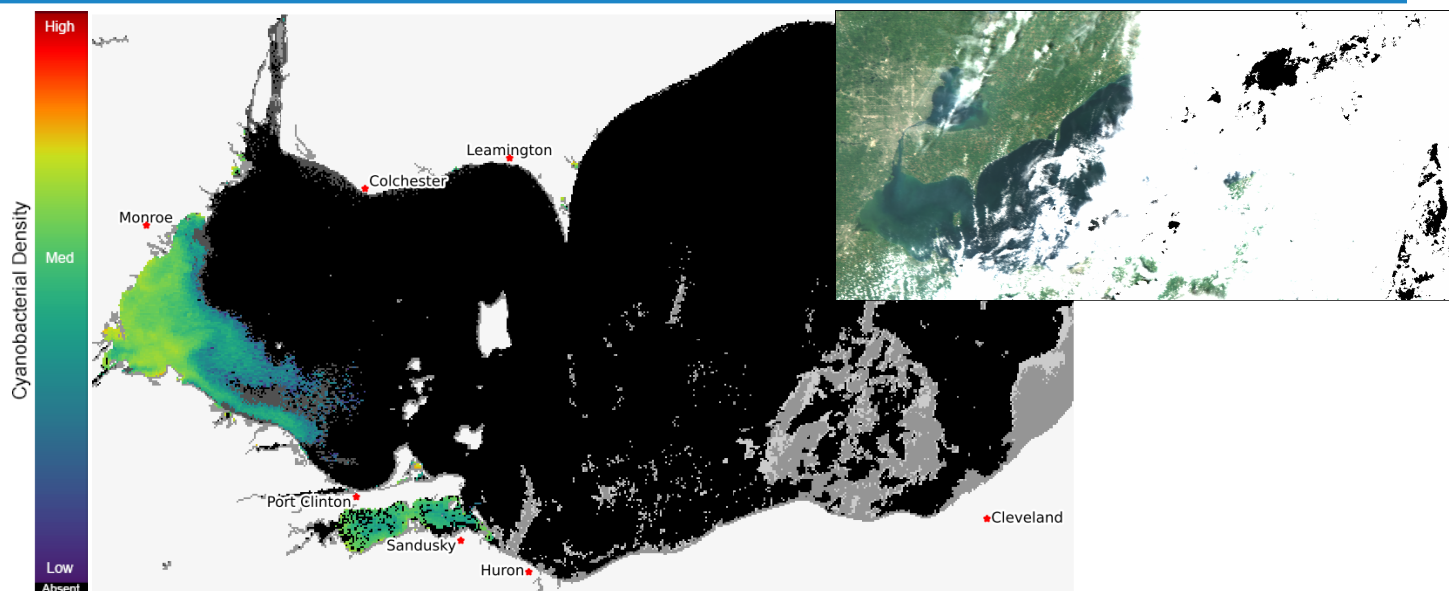 High
Med
Low
Absent
Cyanobacterial Density
Leamington
Colchester
Monroe
Port Clinton
Sandusky
Huron
Cleveland